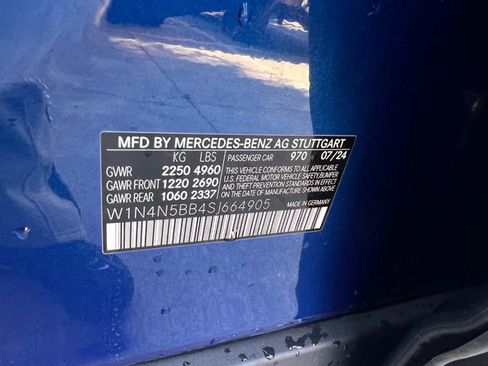 MFD BY MERCEDES-BENZ AG STUTTGART
KG LBS PASSENGER CAR 970 07/24
GVWR 2250 4960 THIS VEHICLE CONFORMS TO ALL APPLICABLE
GAWR FRONT 1220 2690 U.S. FEDERAL MOTOR VEHICLE SAFETY, BUMPER
GAWR REAR 1060 2337 AND THEFT PREVENTION STANDARDS IN EFFECT
ON THE DATE OF MANUFACTURE SHOWN ABOVE.
W1N4N5BB4SJ664905 MADE IN GERMANY